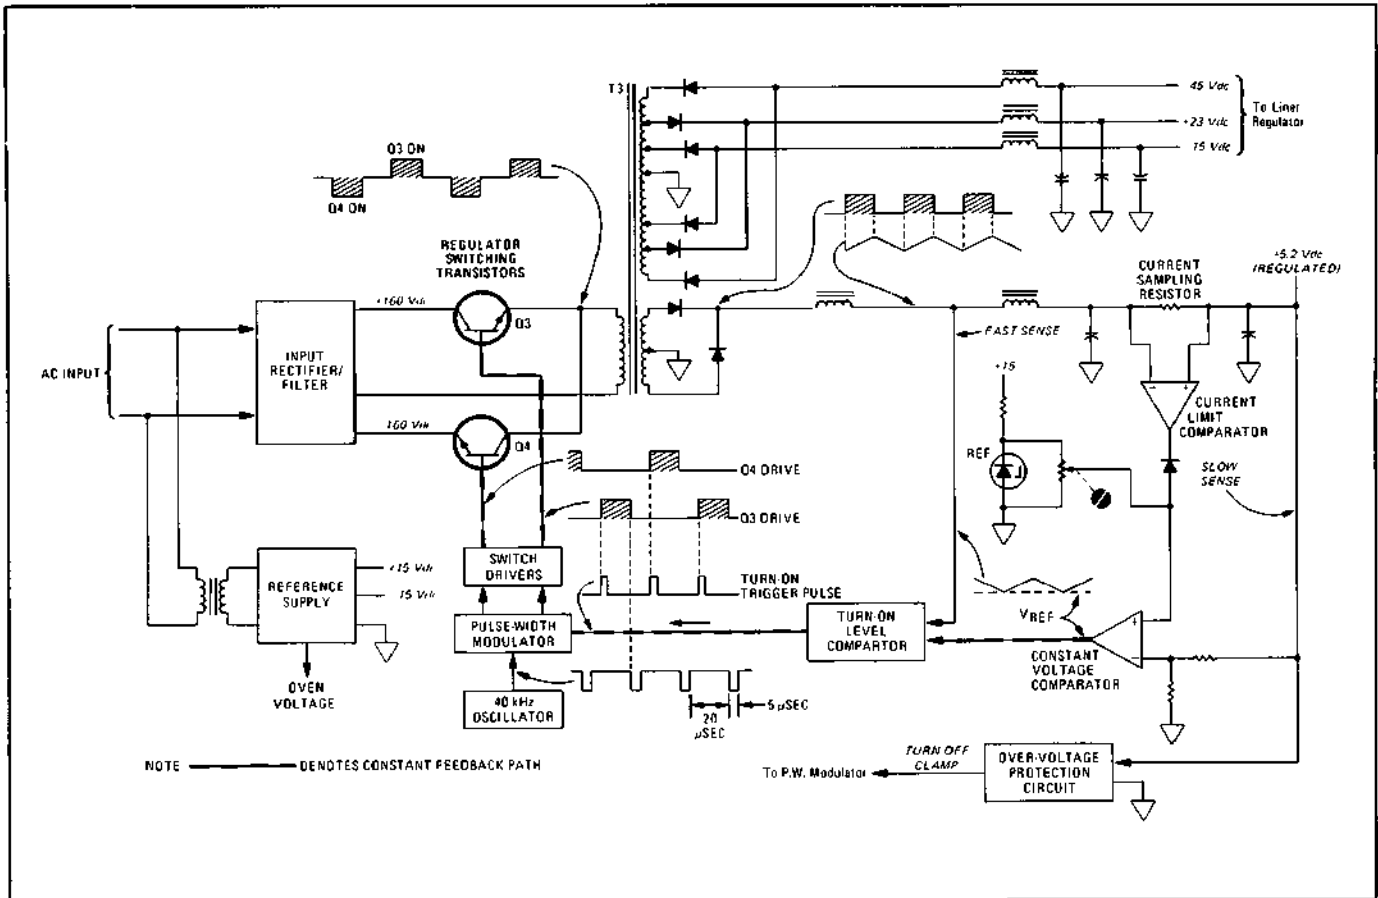 T3
45 Vdc
+23 Vdc
15 Vdc
To Liner
Regulator
Q3 ON
Q4 ON
REGULATOR
SWITCHING
TRANSISTORS
+5.2 Vdc
(REGULATED)
CURRENT
SAMPLING
RESISTOR
+160 Vdc
Q3
FAST SENSE
INPUT
RECTIFIER/
FILTER
AC INPUT
+15
CURRENT
LIMIT
COMPARATOR
160 Vdc
Q4
REF
SLOW
SENSE
Q4 DRIVE
Q3 DRIVE
SWITCH
DRIVERS
TURN-ON
TRIGGER PULSE
REFERENCE
SUPPLY
+15 Vdc
15 Vdc
PULSE-WIDTH
MODULATOR
TURN-ON
LEVEL
COMPARTOR
VREF
CONSTANT
VOLTAGE
COMPARATOR
OVEN
VOLTAGE
40 kHz
OSCILLATOR
20
μSEC
5 μSEC
NOTE DENOTES CONSTANT FEEDBACK PATH
To P.W. Modulator
TURN OFF
CLAMP
OVER-VOLTAGE
PROTECTION
CIRCUIT